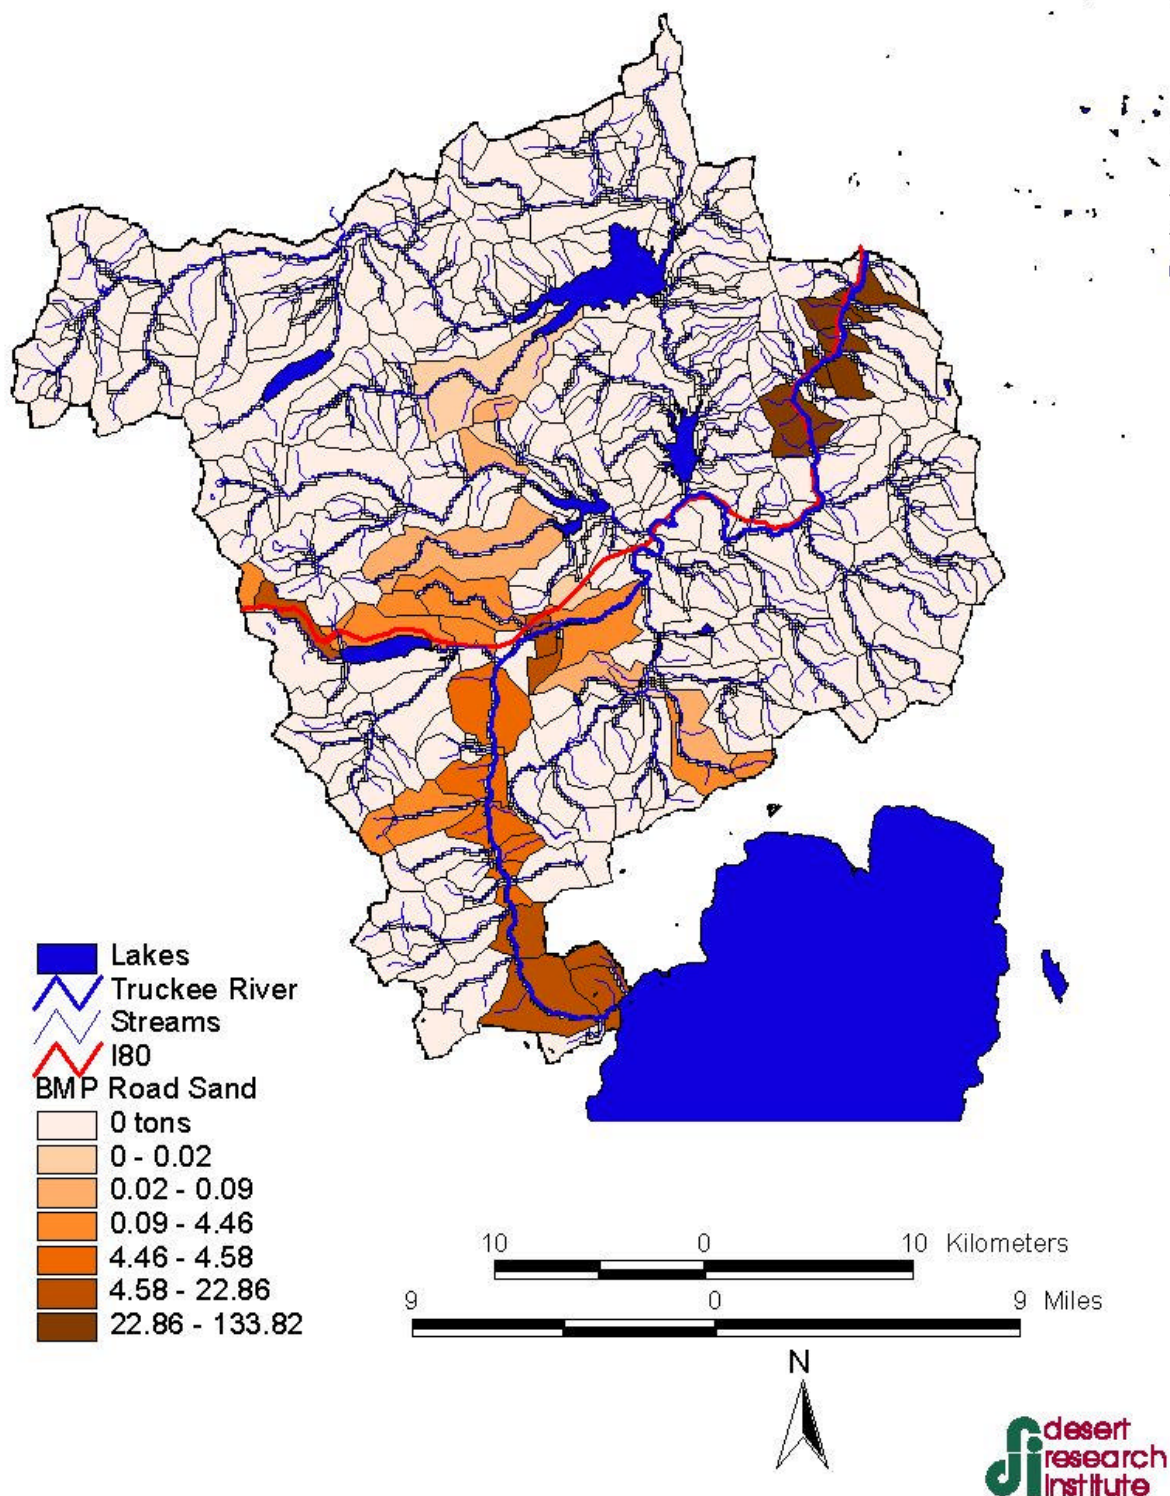 Lakes
Truckee River
Streams
I80
BMP Road Sand
0 tons
0 - 0.02
0.02 - 0.09
0.09 - 4.46
4.46 - 4.58
4.58 - 22.86
22.86 - 133.82
10 0 10 Kilometers
9 0 9 Miles
N
desert
research
institute